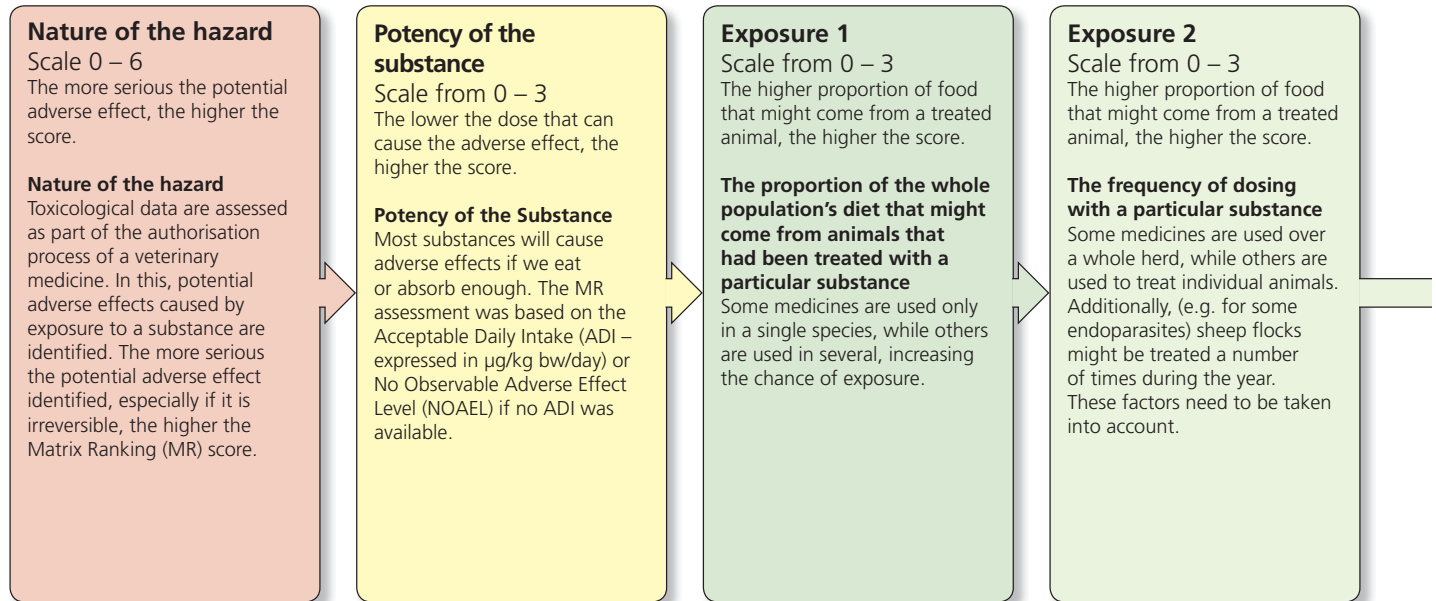 Nature of the hazard
Scale 0 – 6
The more serious the potential
adverse effect, the higher the
score.
Nature of the hazard
Toxicological data are assessed
as part of the authorisation
process of a veterinary
medicine. In this, potential
adverse effects caused by
exposure to a substance are
identified. The more serious
the potential adverse effect
identified, especially if it is
irreversible, the higher the
Matrix Ranking (MR) score.
Potency of the
substance
Scale from 0 – 3
The lower the dose that can
cause the adverse effect, the
higher the score.
Potency of the Substance
Most substances will cause
adverse effects if we eat
or absorb enough. The MR
assessment was based on the
Acceptable Daily Intake (ADI –
expressed in µg/kg bw/day) or
No Observable Adverse Effect
Level (NOAEL) if no ADI was
available.
Exposure 1
Scale from 0 – 3
The higher proportion of food
that might come from a treated
animal, the higher the score.
The proportion of the whole
population's diet that might
come from animals that
had been treated with a
particular substance
Some medicines are used only
in a single species, while others
are used in several, increasing
the chance of exposure.
Exposure 2
Scale from 0 – 3
The higher proportion of food
that might come from a treated
animal, the higher the score.
The frequency of dosing
with a particular substance
Some medicines are used over
a whole herd, while others are
used to treat individual animals.
Additionally, (e.g. for some
endoparasites) sheep flocks
might be treated a number
of times during the year.
These factors need to be taken
into account.